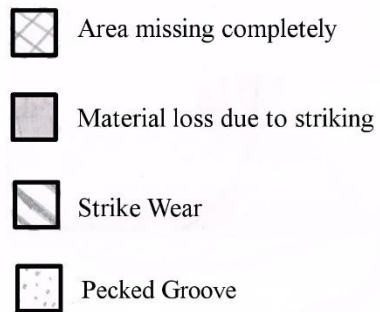 Area missing completely
Material loss due to striking
Strike Wear
Pecked Groove